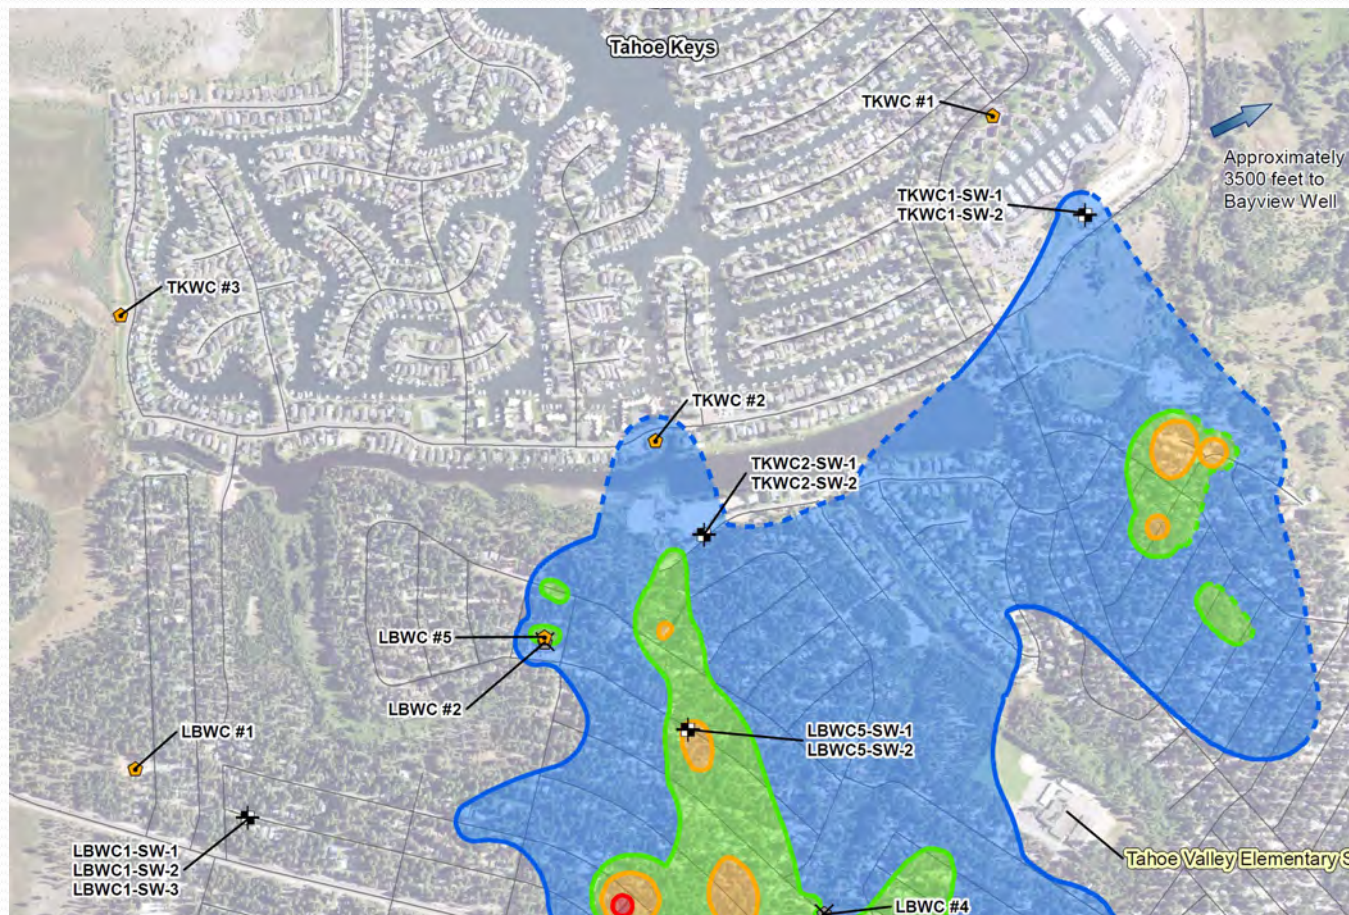 Tahoe Keys
TKWC #1
Approximately
3500 feet to
Bayview Well
TKWC1-SW-1
TKWC1-SW-2
TKWC #3
TKWC #2
TKWC2-SW-1
TKWC2-SW-2
LBWC #5
LBWC #2
LBWC5-SW-1
LBWC5-SW-2
LBWC #1
LBWC1-SW-1
LBWC1-SW-2
LBWC1-SW-3
Tahoe Valley Elementary S
LBWC #4